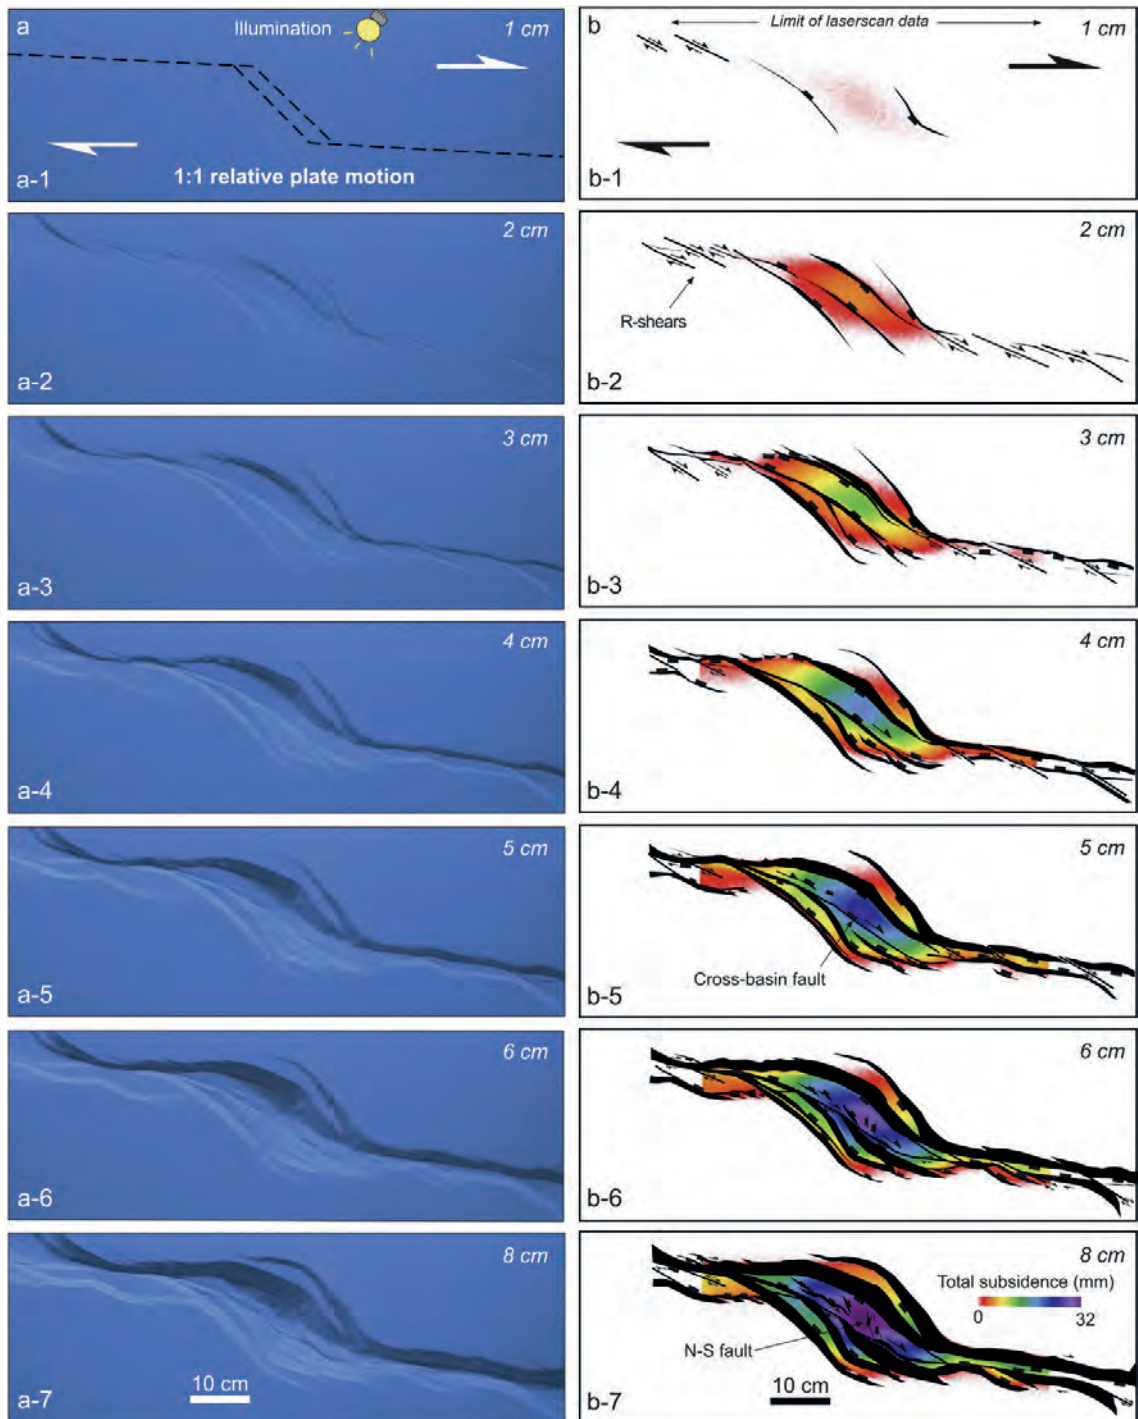 a
Illumination
1 cm
1:1 relative plate motion
a-1
b
Limit of laserscan data
1 cm
b-1
2 cm
a-2
2 cm
R-shears
b-2
3 cm
a-3
3 cm
b-3
4 cm
a-4
4 cm
b-4
5 cm
a-5
5 cm
Cross-basin fault
b-5
6 cm
a-6
6 cm
b-6
8 cm
10 cm
a-7
8 cm
Total subsidence (mm)
0 32
N-S fault
10 cm
b-7